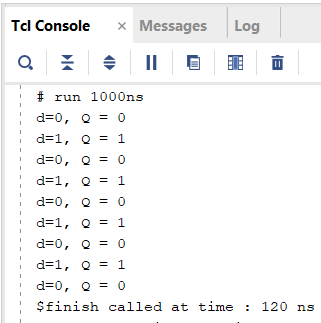 Tcl Console × Messages Log
# run 1000ns
d=0, Q = 0
d=1, Q = 1
d=0, Q = 0
d=1, Q = 1
d=0, Q = 0
d=1, Q = 1
d=0, Q = 0
d=1, Q = 1
d=0, Q = 0
$finish called at time : 120 ns